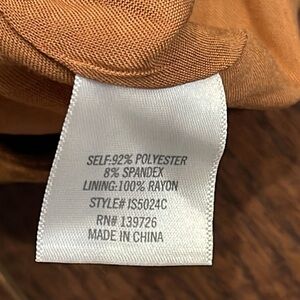 SELF:92% POLYESTER
8% SPANDEX
LINING:100% RAYON
STYLE# IS5024C
RN# 139726
MADE IN CHINA